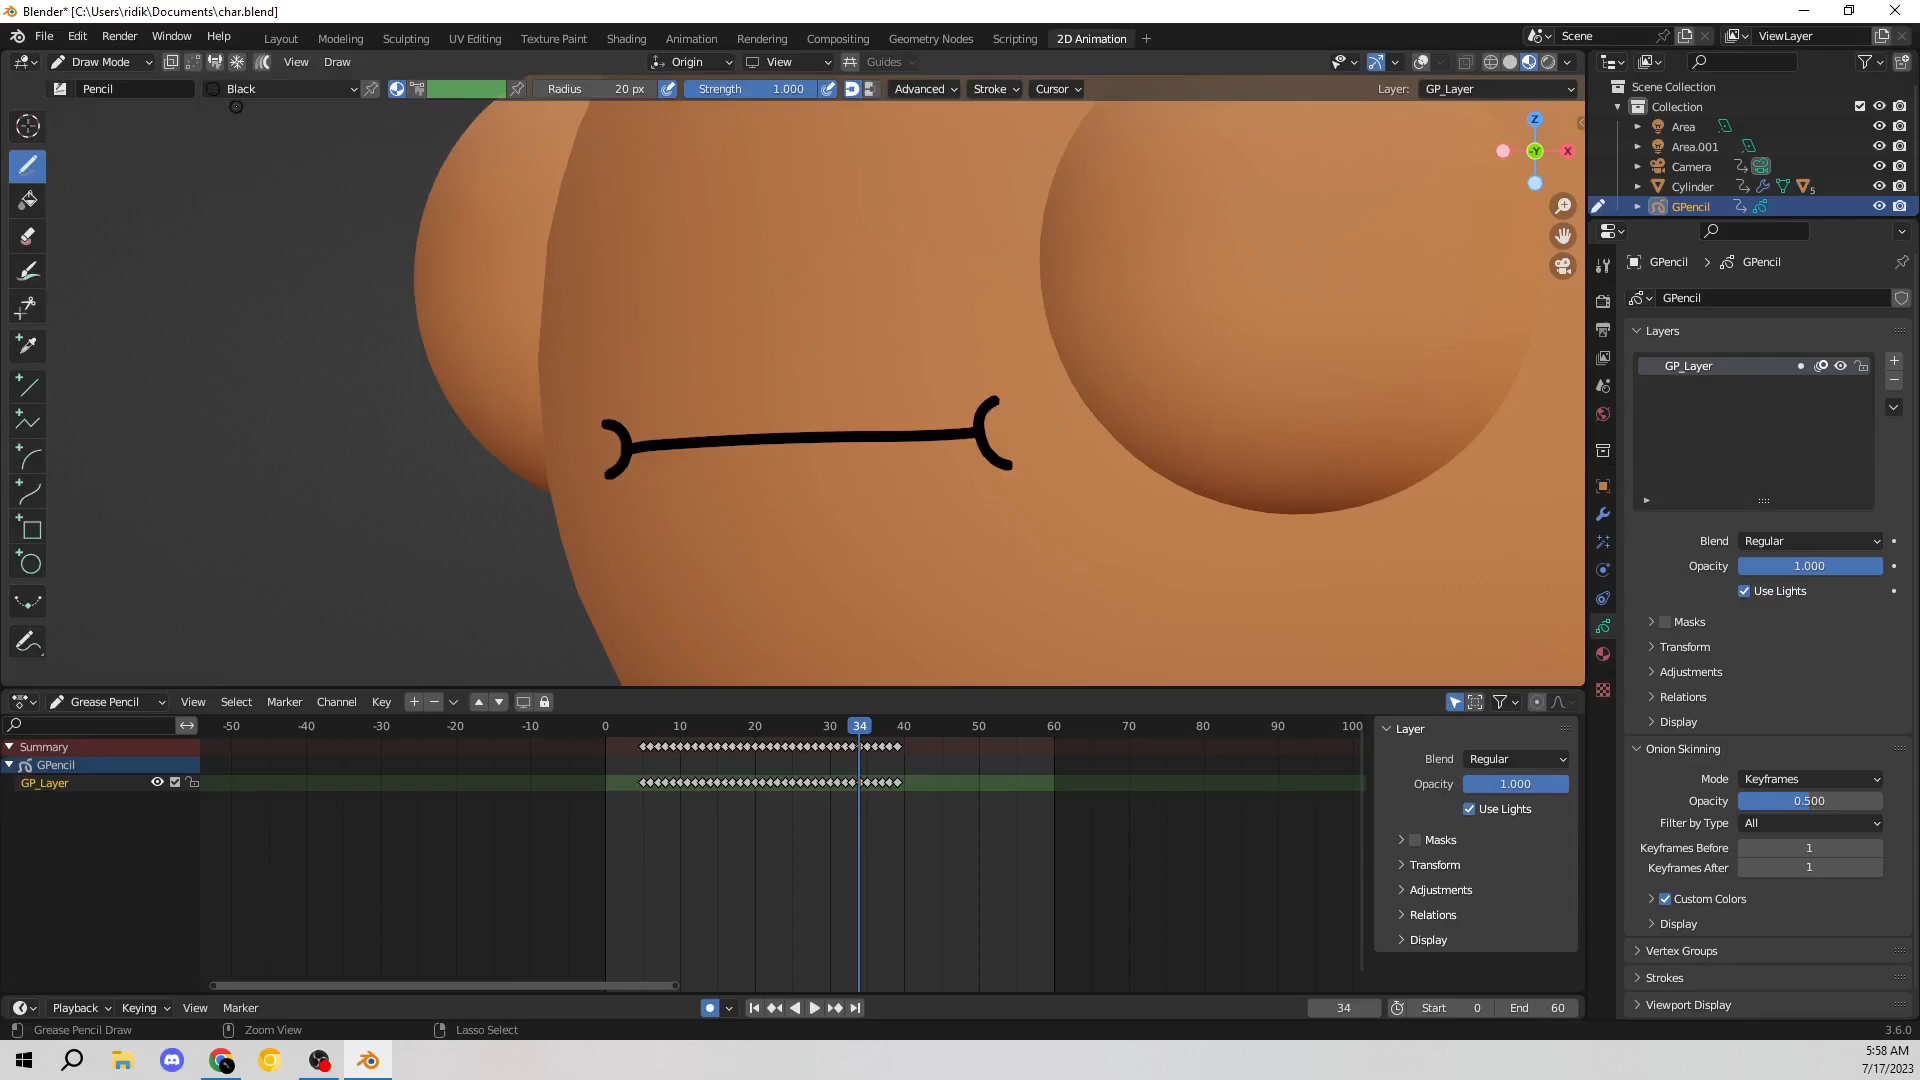 Blender* [C:\Users\ridik\Documents\char.blend]
File Edit Render Window Help Layout Modeling Sculpting UV Editing Texture Paint Shading Animation Rendering Compositing Geometry Nodes Scripting 2D Animation + Scene ViewLayer
Draw Mode View Draw Origin View Guides
Pencil Black Radius 20 px Strength 1.000 Advanced Stroke Cursor Layer: GP_Layer
Scene Collection
Collection
Area
Area.001
Camera
Cylinder 5
GPencil
Z
-Y X
GPencil > GPencil
GPencil
Layers
GP_Layer
Blend Regular
Opacity 1.000
Use Lights
Masks
Transform
Adjustments
Relations
Display
Onion Skinning
Mode Keyframes
Opacity 0.500
Filter by Type All
Keyframes Before 1
Keyframes After 1
Custom Colors
Display
Vertex Groups
Strokes
Viewport Display
Grease Pencil View Select Marker Channel Key
-50 -40 -30 -20 -10 0 10 20 30 34 40 50 60 70 80 90 100
Summary
GPencil
GP_Layer
Layer
Blend Regular
Opacity 1.000
Use Lights
Masks
Transform
Adjustments
Relations
Display
Playback Keying View Marker 34 Start 0 End 60
Grease Pencil Draw Zoom View Lasso Select 3.6.0
5:58 AM
7/17/2023